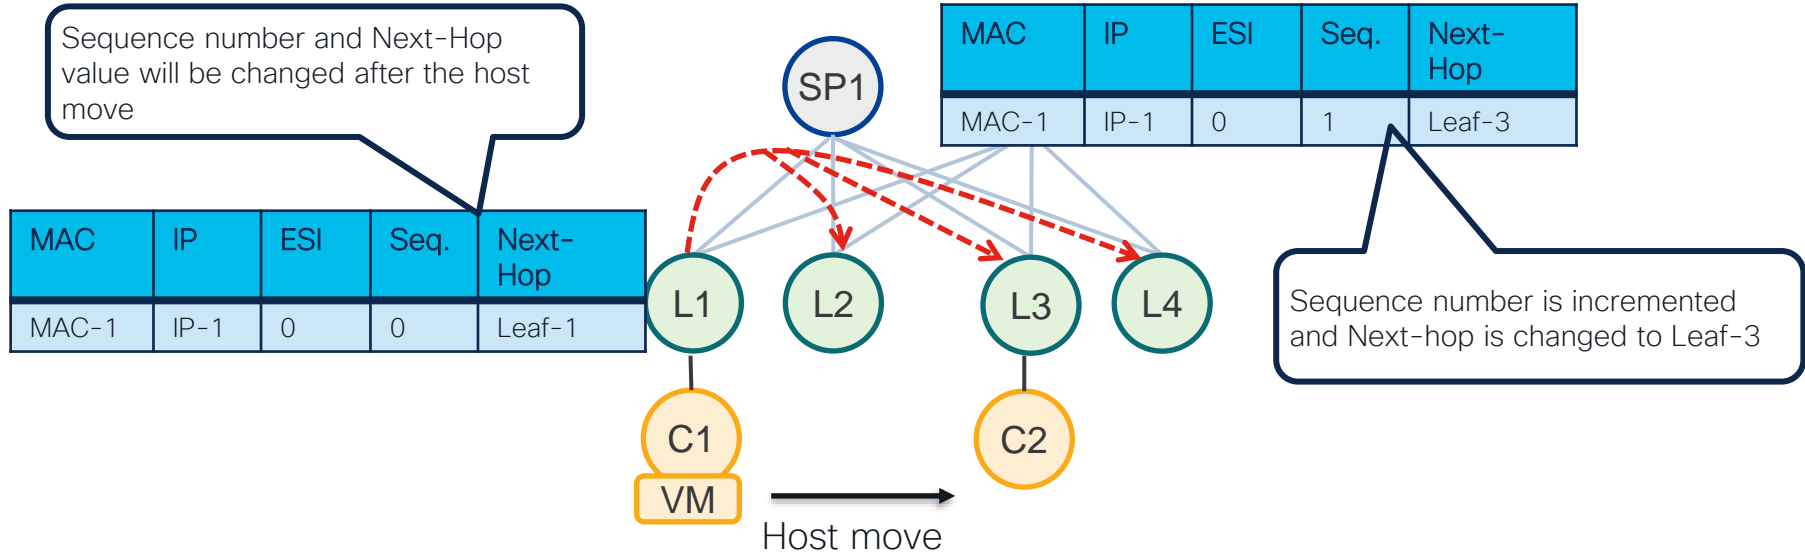 Sequence number and Next-Hop
value will be changed after the host
move
SP1
MAC IP ESI Seq. Next-
Hop
MAC-1 IP-1 0 1 Leaf-3
MAC IP ESI Seq. Next-
Hop
MAC-1 IP-1 0 0 Leaf-1
L1 L2 L3 L4
Sequence number is incremented
and Next-hop is changed to Leaf-3
C1 C2
VM
Host move